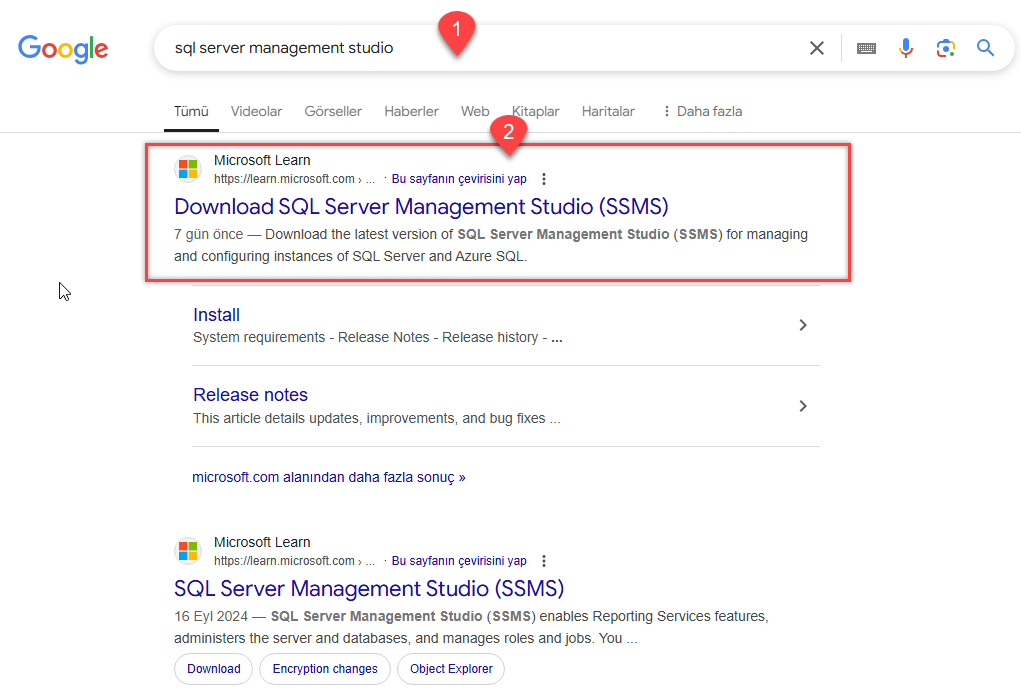 1
Google
sql server management studio
Tümü Videolar Görseller Haberler Web Kitaplar Haritalar Daha fazla
2
Microsoft Learn
https://learn.microsoft.com › ... · Bu sayfanın çevirisini yap
Download SQL Server Management Studio (SSMS)
7 gün önce — Download the latest version of SQL Server Management Studio (SSMS) for managing
and configuring instances of SQL Server and Azure SQL.
Install
System requirements - Release Notes - Release history - ...
Release notes
This article details updates, improvements, and bug fixes ...
microsoft.com alanından daha fazla sonuç »
Microsoft Learn
https://learn.microsoft.com › ... · Bu sayfanın çevirisini yap
SQL Server Management Studio (SSMS)
16 Eyl 2024 — SQL Server Management Studio (SSMS) enables Reporting Services features,
administers the server and databases, and manages roles and jobs. You ...
Download Encryption changes Object Explorer